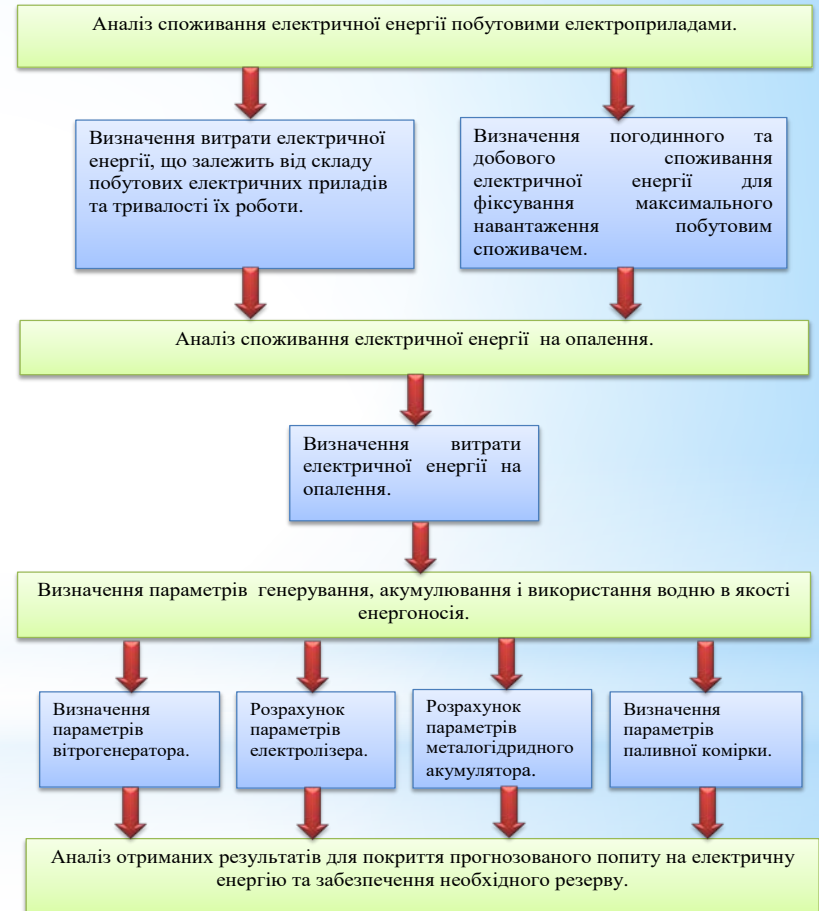 Аналіз споживання електричної енергії побутовими електроприладами.
Визначення витрати електричної
енергії, що залежить від складу
побутових електричних приладів
та тривалості їх роботи.
Визначення погодинного та
добового споживання
електричної енергії для
фіксування максимального
навантаження побутовим
споживачем.
Аналіз споживання електричної енергії на опалення.
Визначення витрати
електричної енергії на
опалення.
Визначення параметрів генерування, акумулювання і використання водню в якості
енергоносія.
Визначення
параметрів
вітрогенератора.
Розрахунок
параметрів
електролізера.
Розрахунок
параметрів
металогідридного
акумулятора.
Визначення
параметрів
паливної комірки.
Аналіз отриманих результатів для покриття прогнозованого попиту на електричну
енергію та забезпечення необхідного резерву.